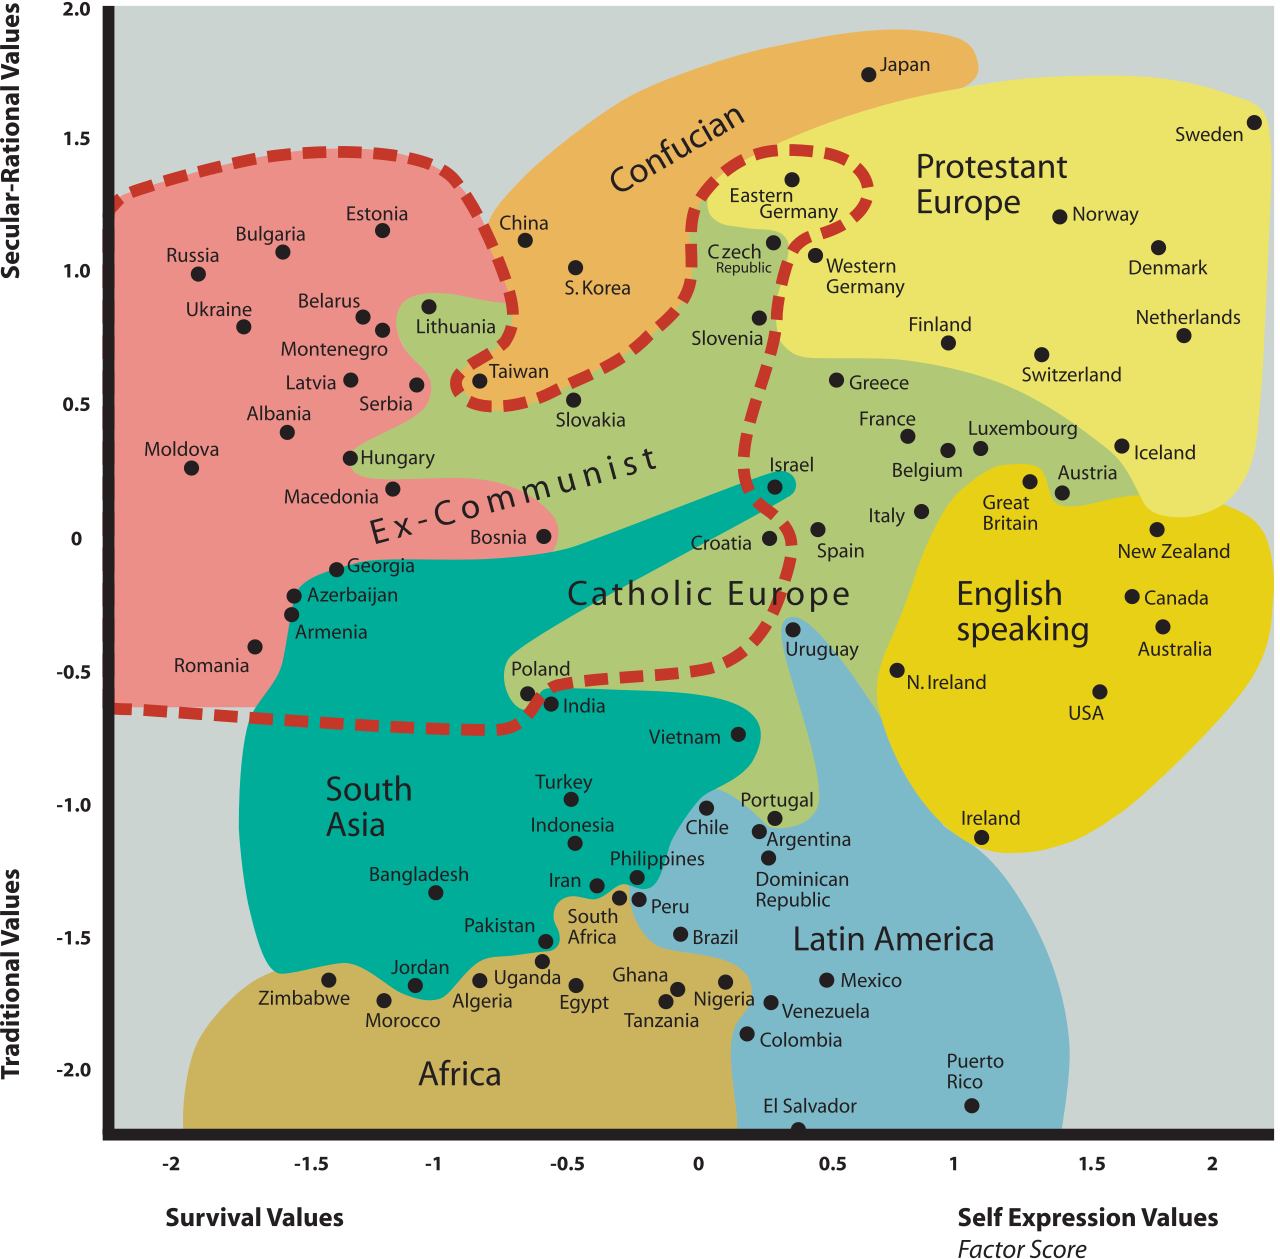 2.0
Secular-Rational Values
Japan
1.5
Confucian
Sweden
Protestant
Europe
Eastern
Germany
Estonia
China
Norway
Bulgaria
Russia
Czech
Republic
Denmark
1.0
S. Korea
Western
Germany
Belarus
Ukraine
Lithuania
Netherlands
Finland
Slovenia
Montenegro
Taiwan
Switzerland
Latvia
Greece
Serbia
0.5
Albania
Slovakia
France
Luxembourg
Moldova
Hungary
Iceland
Israel
Belgium
Austria
Macedonia
Ex-Communist
Great
Britain
Italy
0
Bosnia
Croatia
Spain
New Zealand
Georgia
Azerbaijan
Catholic Europe
English
speaking
Canada
Armenia
Australia
Uruguay
Romania
-0.5
Poland
N. Ireland
India
USA
Vietnam
South
Asia
Turkey
-1.0
Portugal
Indonesia
Chile
Ireland
Argentina
Philippines
Bangladesh
Iran
Dominican
Republic
Traditional Values
Peru
South
Africa
Pakistan
-1.5
Brazil
Latin America
Jordan
Uganda
Ghana
Mexico
Zimbabwe
Algeria
Egypt
Nigeria
Morocco
Tanzania
Venezuela
Colombia
-2.0
Africa
Puerto
Rico
El Salvador
-2
-1.5
-1
-0.5
0
0.5
1
1.5
2
Survival Values
Self Expression Values
Factor Score